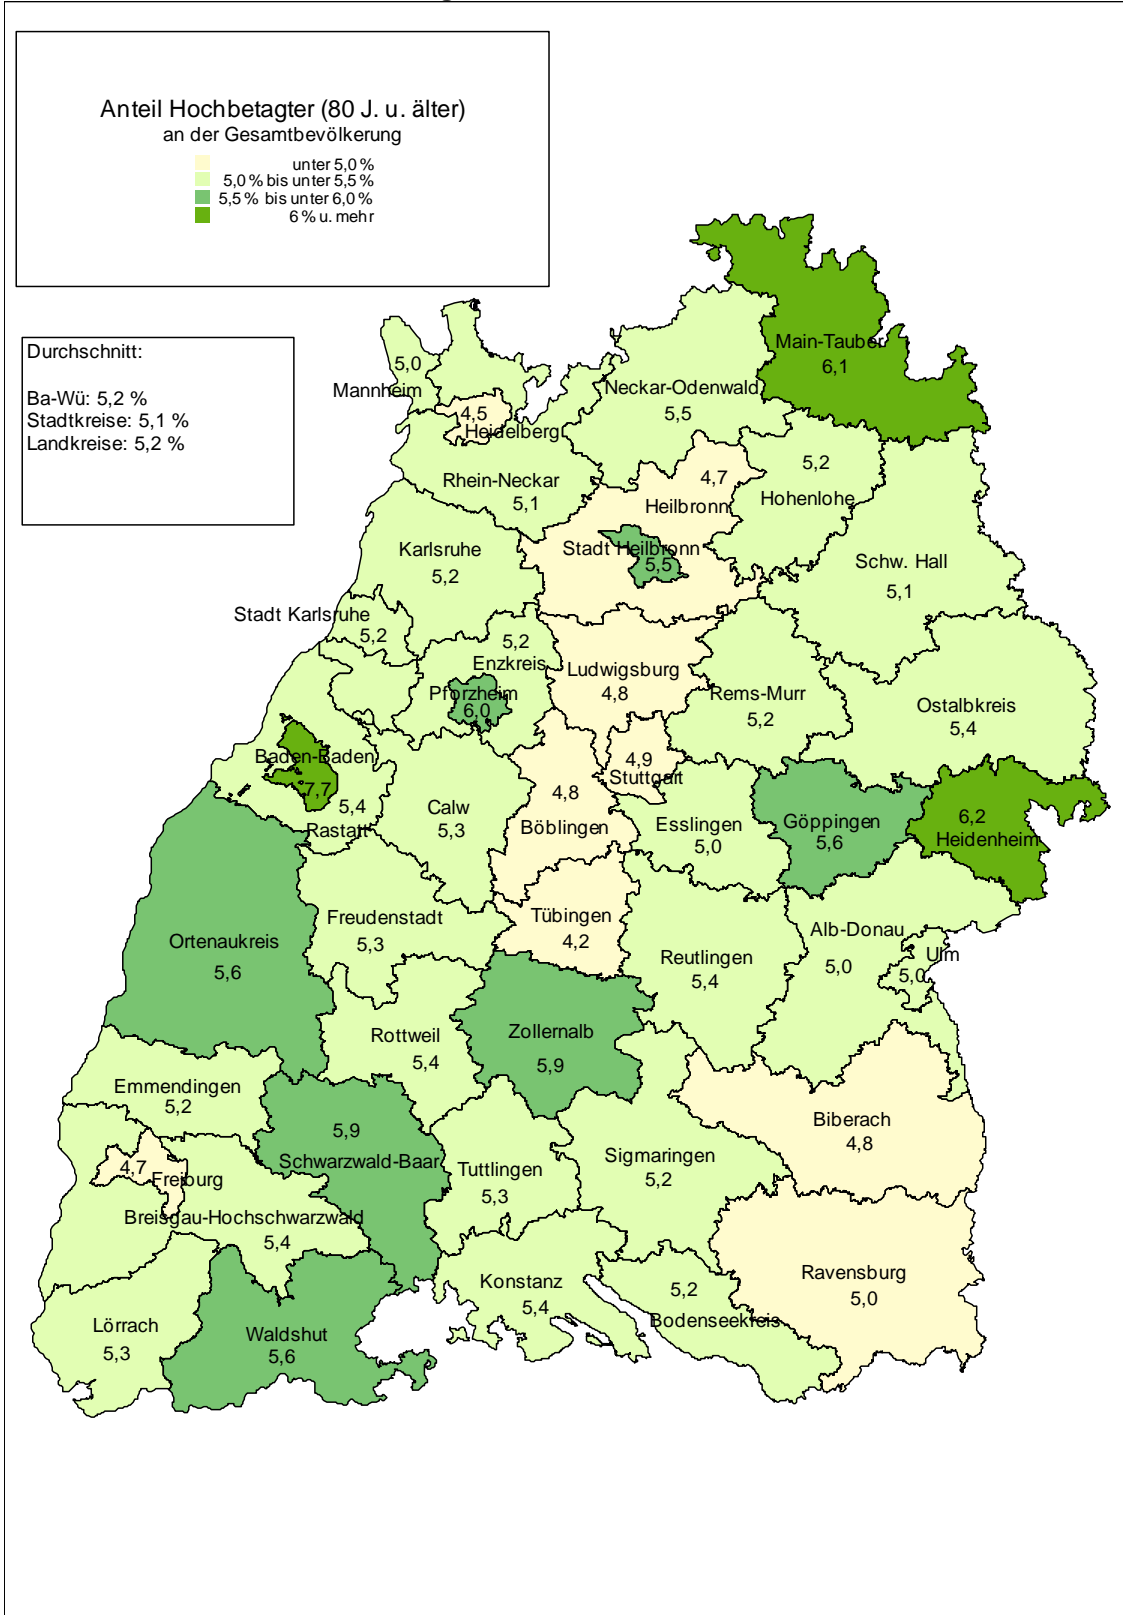 Anteil Hochbetagter (80 J. u. älter)
an der Gesamtbevölkerung
unter 5,0 %
5,0 % bis unter 5,5 %
5,5 % bis unter 6,0 %
6 % u. mehr
Durchschnitt:
Ba-Wü: 5,2 %
Stadtkreise: 5,1 %
Landkreise: 5,2 %
Main-Tauber
6,1
5,0
Mannheim
4,5
Heidelberg
Neckar-Odenwald
5,5
Rhein-Neckar
5,1
4,7
Heilbronn
5,2
Hohenlohe
Karlsruhe
5,2
Stadt Heilbronn
5,5
Schw. Hall
5,1
Stadt Karlsruhe
5,2
5,2
Enzkreis
Pforzheim
6,0
Ludwigsburg
4,8
Rems-Murr
5,2
Ostalbkreis
5,4
Baden-Baden
7,7
5,4
Rastatt
Calw
5,3
4,8
Böblingen
4,9
Stuttgart
Esslingen
5,0
Göppingen
5,6
6,2
Heidenheim
Ortenaukreis
5,6
Freudenstadt
5,3
Tübingen
4,2
Reutlingen
5,4
Alb-Donau
5,0
Ulm
5,0
Rottweil
5,4
Zollernalb
5,9
Emmendingen
5,2
5,9
Schwarzwald-Baar
4,7
Freiburg
Breisgau-Hochschwarzwald
5,4
Tuttlingen
5,3
Sigmaringen
5,2
Biberach
4,8
Lörrach
5,3
Waldshut
5,6
Konstanz
5,4
5,2
Bodenseekreis
Ravensburg
5,0